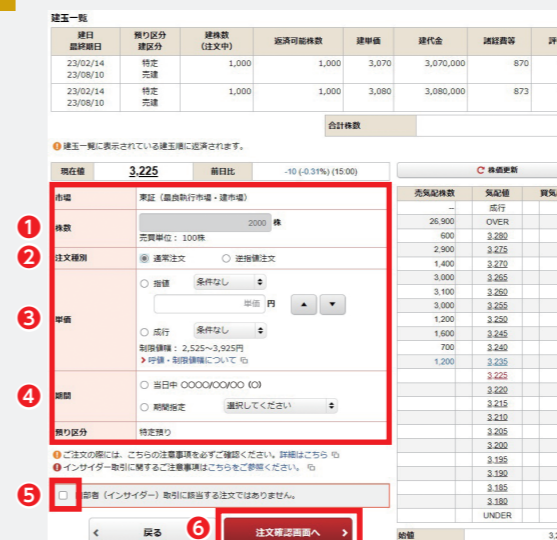 建玉一覧
建日 預り区分 建株数 返済可能株数 建単価 建代金 諸経費等
最終期日 建区分 (注文中)
23/02/14 特定 1,000 1,000 3,070 3,070,000 870
23/08/10 売建
23/02/14 特定 1,000 1,000 3,080 3,080,000 873
23/08/10 売建
合計株数
建玉一覧に表示されている建玉順に返済されます。
現在値 3,225 前日比 -10 (-0.31%) (15:00)
株価更新
市場 東証（最良執行市場・建市場）
❶ 株数 2000 株
売買単位： 100株
❷ 注文種別 通常注文 逆指値注文
❸ 単価
指値 条件なし
単価 円
成行 条件なし
制限値幅： 2,525～3,925円
呼値・制限値幅について
❹ 期間
当日中 〇〇〇〇/〇〇/〇〇 (〇)
期間指定 選択してください
預り区分 特定預り
ご注文の際には、こちらの注意事項を必ずご確認ください。詳細はこちら
インサイダー取引に関するご注意事項はこちらをご参照ください。
❺ 部者（インサイダー）取引に該当する注文ではありません。
戻る
❻ 注文確認画面へ
売気配株数 気配値
-- 成行
26,900 OVER
600 3,280
2,900 3,275
1,400 3,270
3,000 3,265
3,100 3,260
3,000 3,255
1,200 3,250
1,600 3,245
700 3,240
1,200 3,235
3,225
3,220
3,215
3,210
3,205
3,200
3,195
3,190
3,185
3,180
UNDER
始値